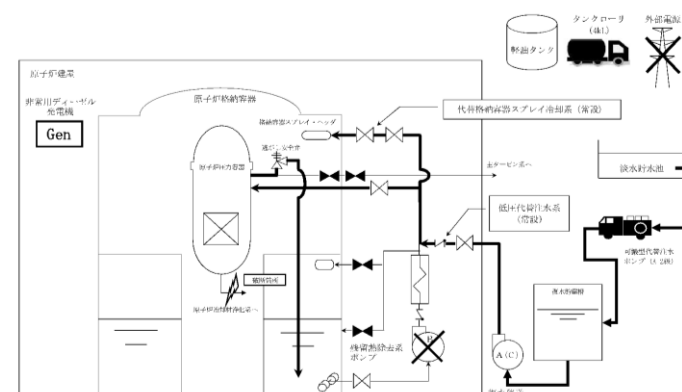 タンクローリ
(4kL)
外部電源
軽油タンク
原子炉建屋
非常用ディーゼル
発電機
Gen
原子炉格納容器
代替格納容器スプレイ冷却系（常設）
格納容器スプレイ・ヘッダ
逃がし安全弁
原子炉圧力容器
主タービン系へ
淡水貯水池
低圧代替注水系
(常設)
可搬型代替注水
ポンプ (A-2級)
破断箇所
原子炉冷却材浄化系へ
復水貯蔵槽
残留熱除去系
ポンプ
B
A(C)